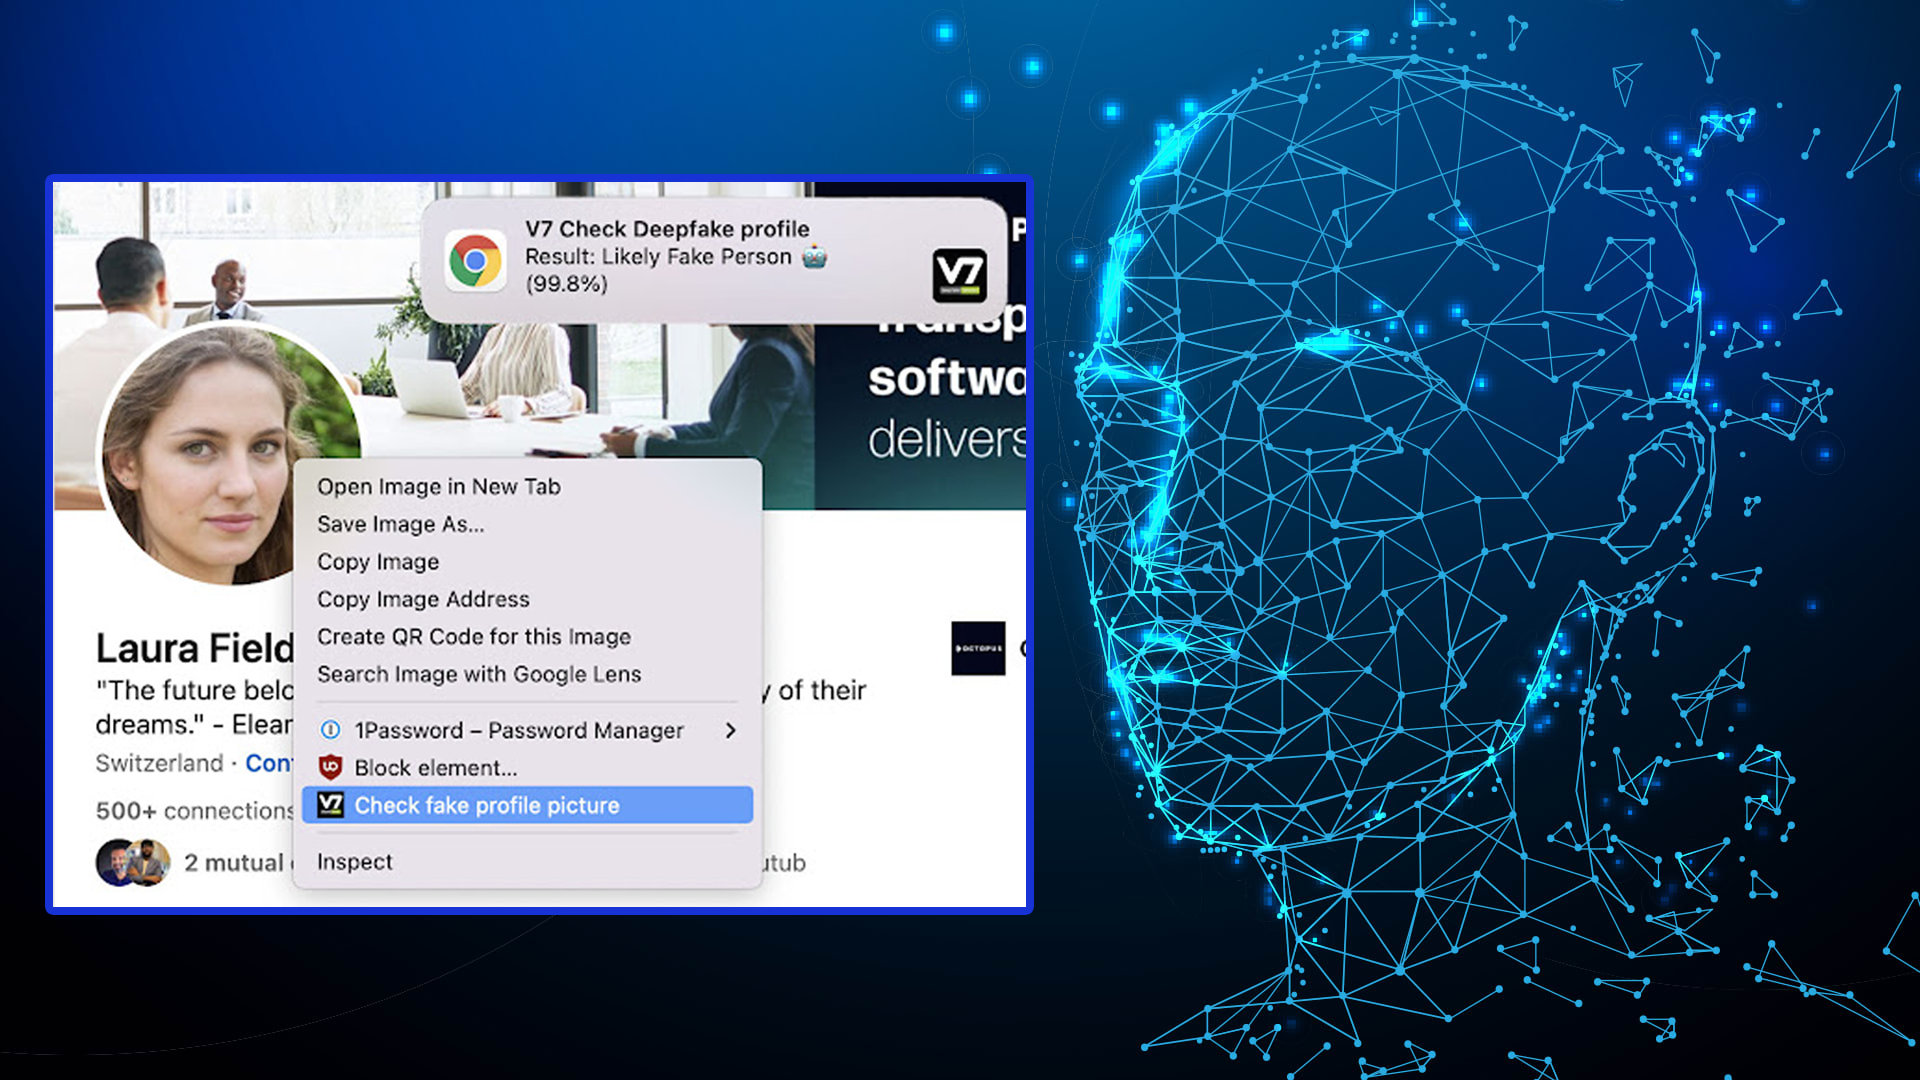 V7 Check Deepfake profile
Result: Likely Fake Person 🤖
(99.8%)
V7
softwo
delivers
Open Image in New Tab
Save Image As...
Copy Image
Copy Image Address
Create QR Code for this Image
Search Image with Google Lens
1Password – Password Manager
Block element...
V7
Check fake profile picture
Inspect
Laura Field
"The future belo
y of their
dreams." - Elean
Switzerland · Con
500+ connections
2 mutual
utub
OCTOPUS